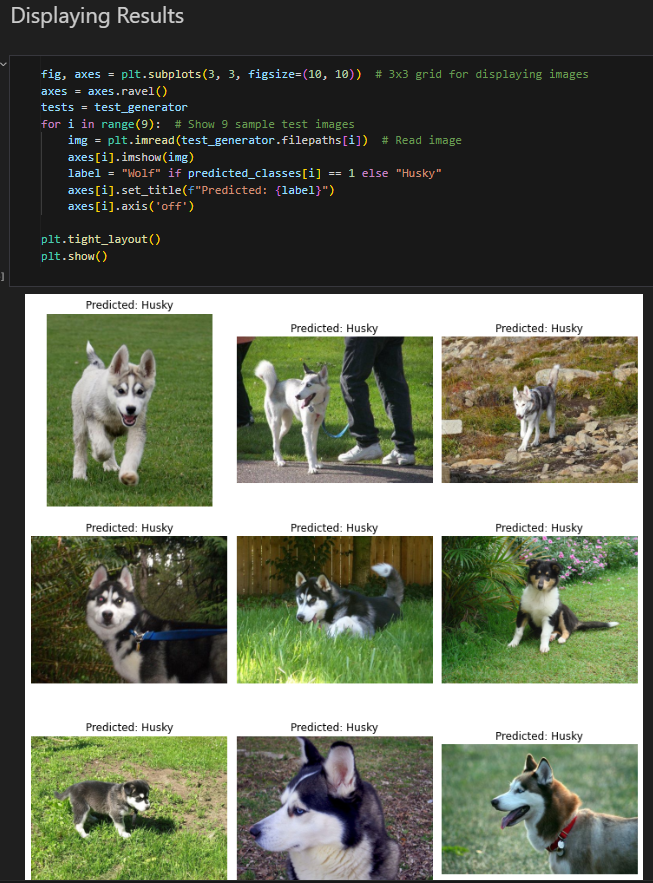 Displaying Results
fig, axes = plt.subplots(3, 3, figsize=(10, 10))  # 3x3 grid for displaying images
axes = axes.ravel()
tests = test_generator
for i in range(9):  # Show 9 sample test images
    img = plt.imread(test_generator.filepaths[i])  # Read image
    axes[i].imshow(img)
    label = "Wolf" if predicted_classes[i] == 1 else "Husky"
    axes[i].set_title(f"Predicted: {label}")
    axes[i].axis('off')
plt.tight_layout()
plt.show()
]
Predicted: Husky
Predicted: Husky
Predicted: Husky
Predicted: Husky
Predicted: Husky
Predicted: Husky
Predicted: Husky
Predicted: Husky
Predicted: Husky